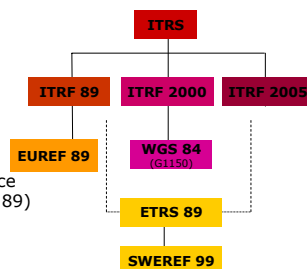 ITRS
ITRF 89
ITRF 2000
ITRF 2005
EUREF 89
WGS 84
(G1150)
ce
89)
ETRS 89
SWEREF 99